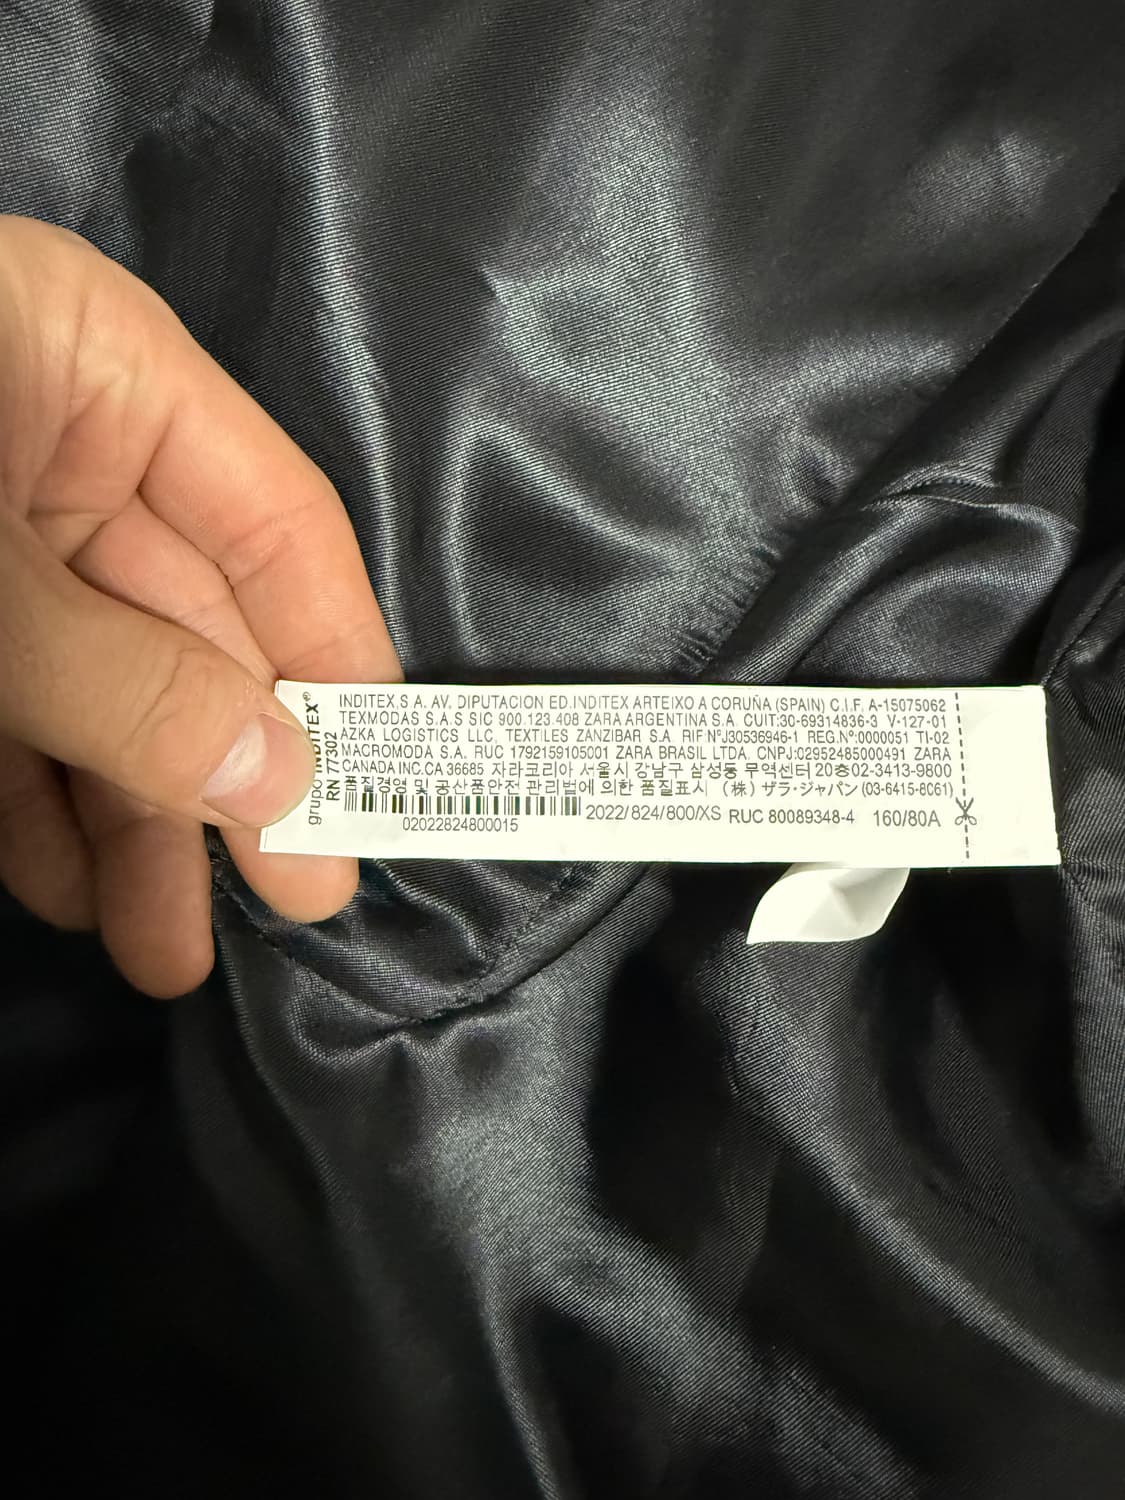 grupo INDITEX®
RN 77302
INDITEX,S A. AV. DIPUTACION ED.INDITEX ARTEIXO A CORUÑA (SPAIN) C.I.F. A-15075062
TEXMODAS S.A.S SIC 900.123.408 ZARA ARGENTINA S.A. CUIT:30-69314836-3 V-127-01
AZKA LOGISTICS LLC, TEXTILES ZANZIBAR S.A. RIF NºJ30536946-1 REG.Nº:0000051 TI-02
MACROMODA S.A. RUC 1792159105001 ZARA BRASIL LTDA. CNPJ:02952485000491 ZARA
CANADA INC.CA 36685 자라코리아 서울시 강남구 삼성동 무역센터 20층02-3413-9800
품질경영 및 공산품안전 관리법에 의한 품질표시 (株) ザラ・ジャパン (03-6415-8061)
2022/824/800/XS RUC 80089348-4 160/80A
02022824800015